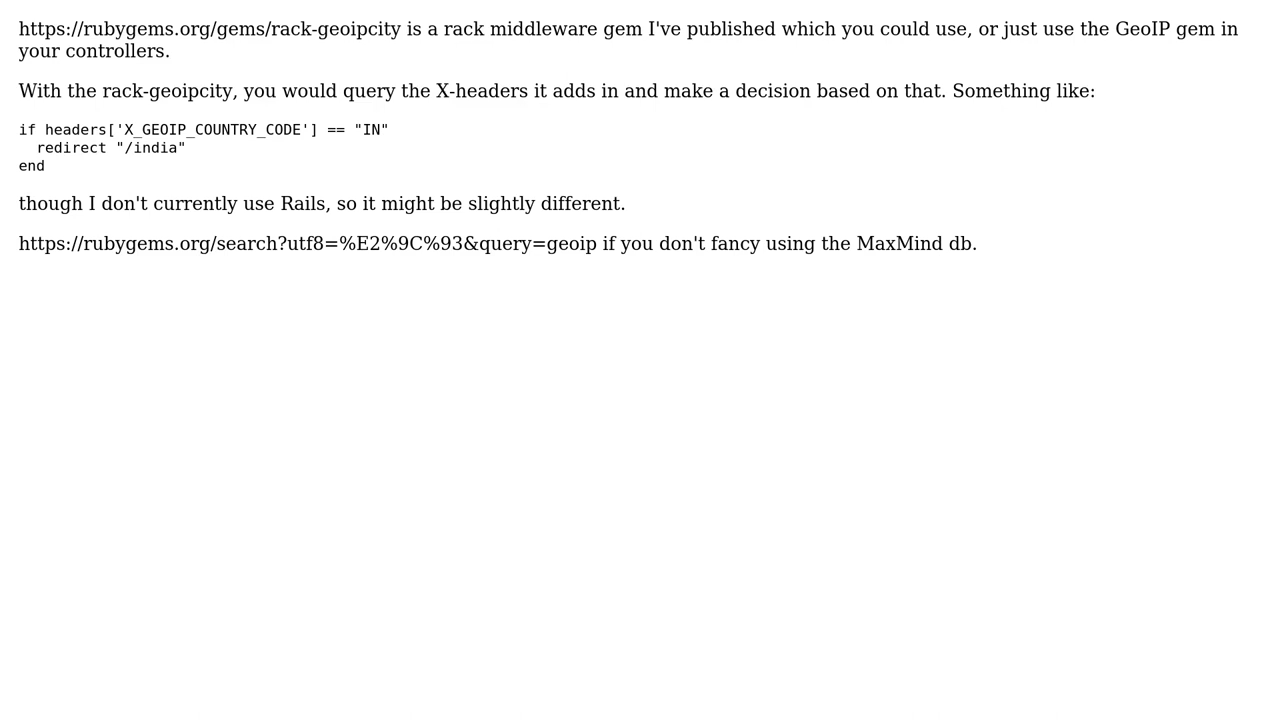 https://rubygems.org/gems/rack-geoipcity is a rack middleware gem I've published which you could use, or just use the GeoIP gem in
your controllers.
With the rack-geoipcity, you would query the X-headers it adds in and make a decision based on that. Something like:
if headers['X_GEOIP_COUNTRY_CODE'] == "IN"
  redirect "/india"
end
though I don't currently use Rails, so it might be slightly different.
https://rubygems.org/search?utf8=%E2%9C%93&query=geoip if you don't fancy using the MaxMind db.